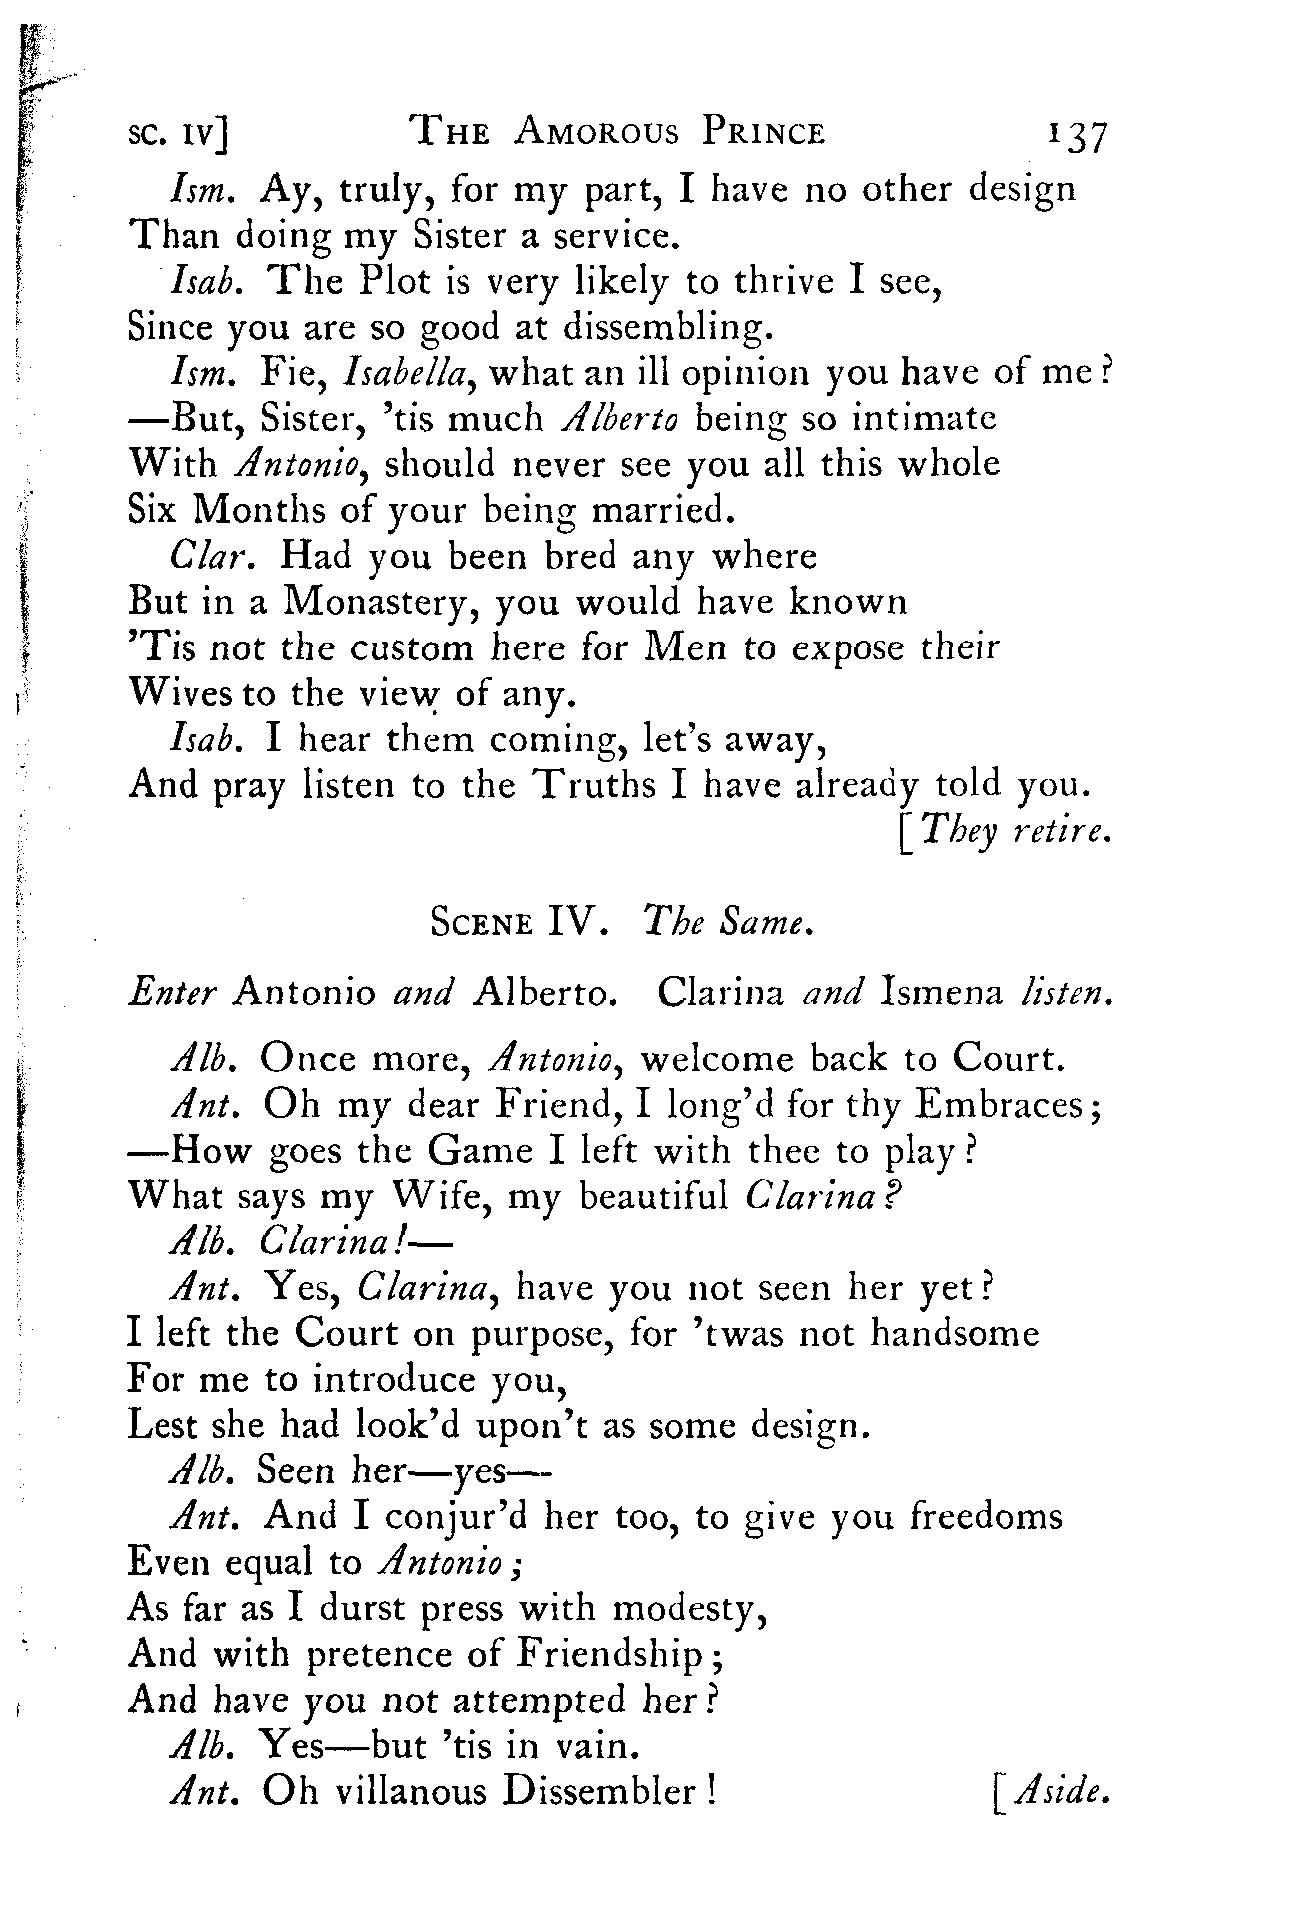 SC. IV] THE AMOROUS PRINCE 137
Ism. Ay, truly, for my part, I have no other design
Than doing my Sister a service.
Isab. The Plot is very likely to thrive I see,
Since you are so good at dissembling.
Ism. Fie, Isabella, what an ill opinion you have of me?
—But, Sister, 'tis much Alberto being so intimate
With Antonio, should never see you all this whole
Six Months of your being married.
Clar. Had you been bred any where
But in a Monastery, you would have known
'Tis not the custom here for Men to expose their
Wives to the view of any.
Isab. I hear them coming, let's away,
And pray listen to the Truths I have already told you.
[They retire.
SCENE IV. The Same.
Enter Antonio and Alberto. Clarina and Ismena listen.
Alb. Once more, Antonio, welcome back to Court.
Ant. Oh my dear Friend, I long'd for thy Embraces;
—How goes the Game I left with thee to play?
What says my Wife, my beautiful Clarina?
Alb. Clarina!—
Ant. Yes, Clarina, have you not seen her yet?
I left the Court on purpose, for 'twas not handsome
For me to introduce you,
Lest she had look'd upon't as some design.
Alb. Seen her—yes—
Ant. And I conjur'd her too, to give you freedoms
Even equal to Antonio;
As far as I durst press with modesty,
And with pretence of Friendship;
And have you not attempted her?
Alb. Yes—but 'tis in vain.
Ant. Oh villanous Dissembler! [Aside.